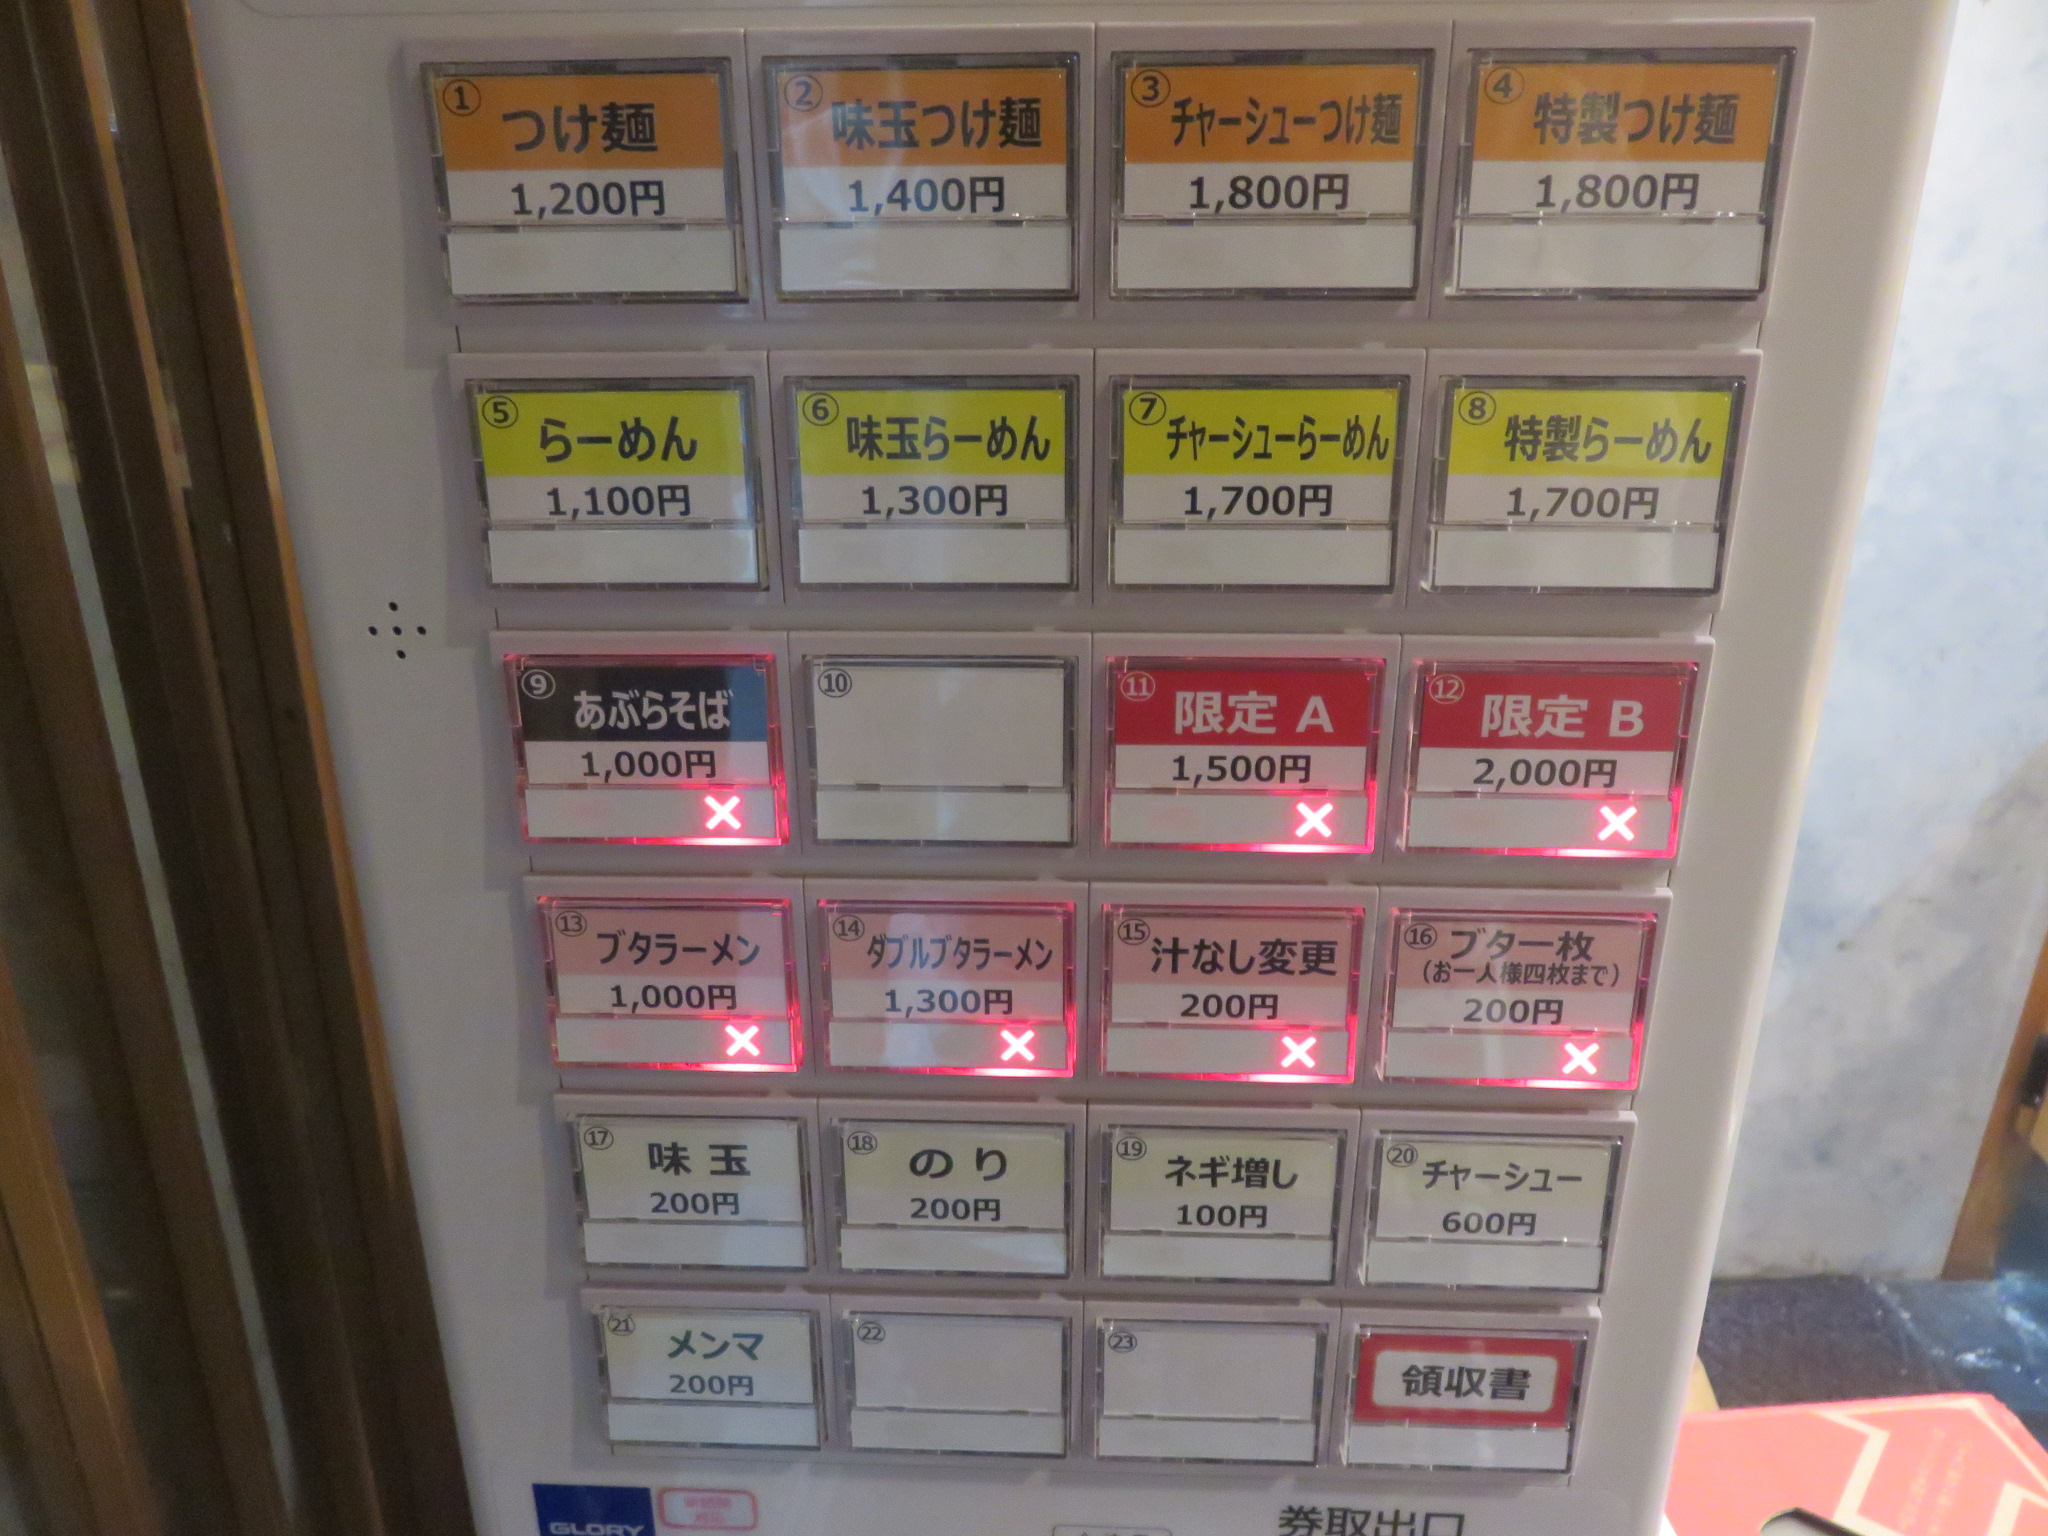 ① つけ麺
1,200円
② 味玉つけ麺
1,400円
③ チャーシューつけ麺
1,800円
④ 特製つけ麺
1,800円
⑤ らーめん
1,100円
⑥ 味玉らーめん
1,300円
⑦ チャーシューらーめん
1,700円
⑧ 特製らーめん
1,700円
⑨ あぶらそば
1,000円
×
⑩
⑪ 限定 A
1,500円
×
⑫ 限定 B
2,000円
×
⑬ ブタラーメン
1,000円
×
⑭ ダブルブタラーメン
1,300円
×
⑮ 汁なし変更
200円
×
⑯ ブタ一枚
(お一人様四枚まで)
200円
×
⑰ 味玉
200円
⑱ のり
200円
⑲ ネギ増し
100円
⑳ チャーシュー
600円
㉑ メンマ
200円
㉒
㉓
領収書
GLORY
券取出口